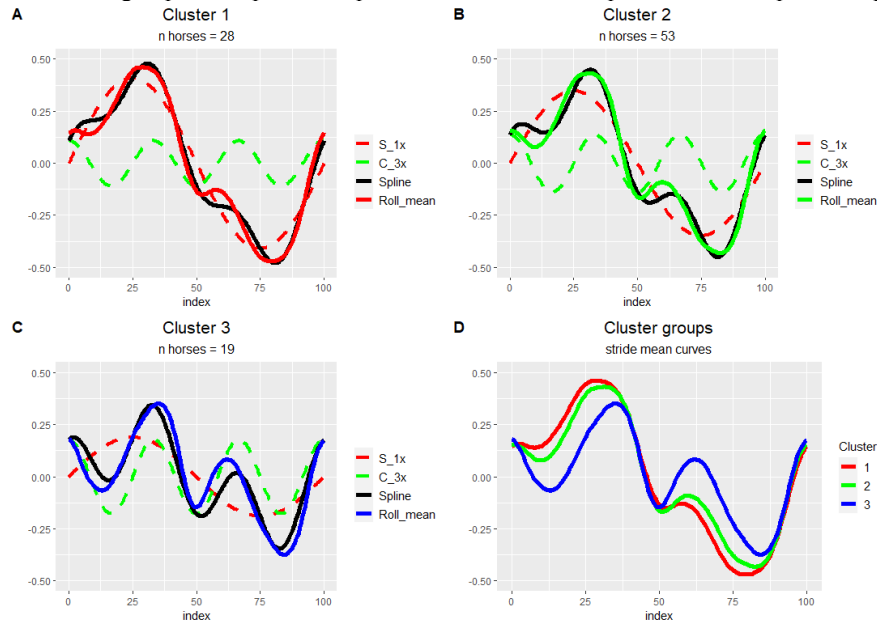 A
Cluster 1
n horses = 28
0.50
0.25
0.00
-0.25
-0.50
0
25
50
75
100
index
S_1x
C_3x
Spline
Roll_mean
B
Cluster 2
n horses = 53
0.50
0.25
0.00
-0.25
-0.50
0
25
50
75
100
index
S_1x
C_3x
Spline
Roll_mean
C
Cluster 3
n horses = 19
0.50
0.25
0.00
-0.25
-0.50
0
25
50
75
100
index
S_1x
C_3x
Spline
Roll_mean
D
Cluster groups
stride mean curves
0.50
0.25
0.00
-0.25
-0.50
0
25
50
75
100
index
Cluster
1
2
3